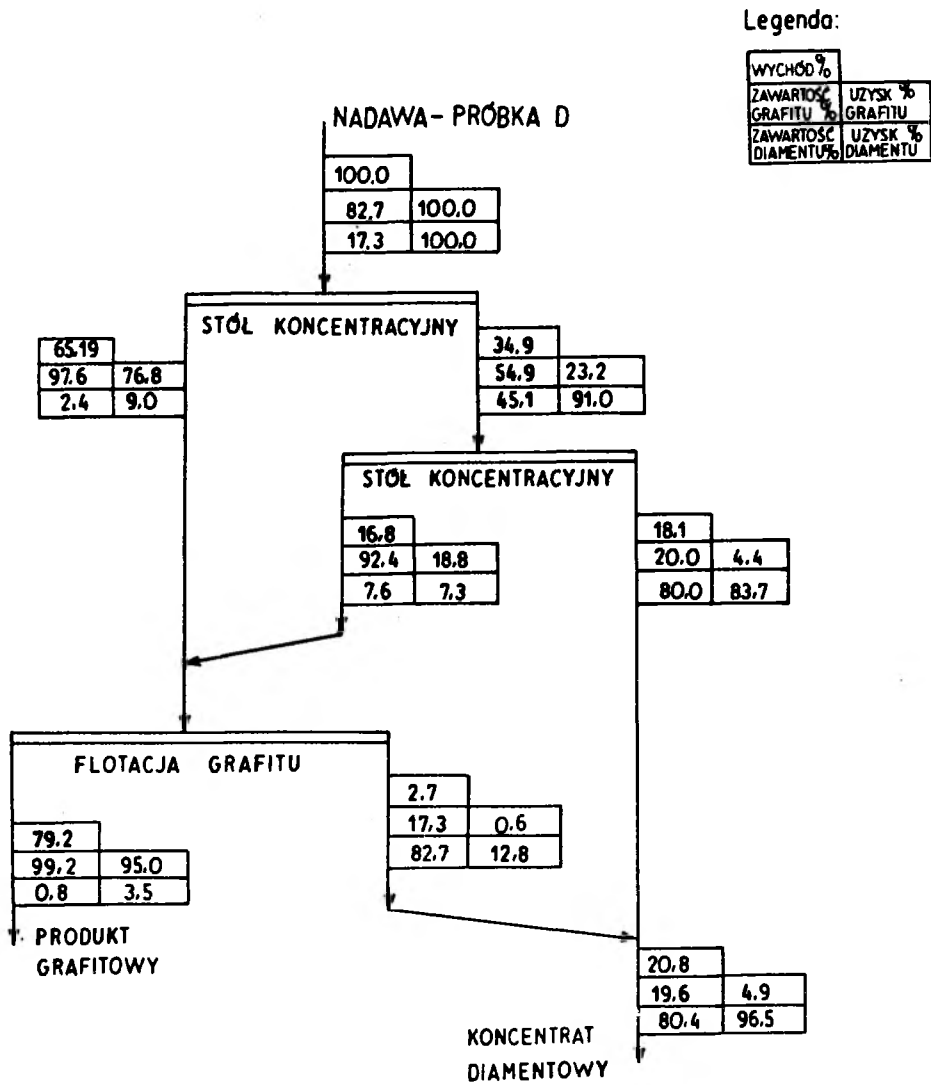 Legenda:
WYCHÓD %
ZAWARTOŚĆ GRAFITU % UZYSK % GRAFITU
ZAWARTOŚĆ DIAMENTU% UZYSK % DIAMENTU
NADAWA - PRÓBKA D
100,0
82,7 100,0
17,3 100,0
STÓŁ KONCENTRACYJNY
65,19
97,6 76,8
2,4 9,0
34,9
54,9 23,2
45,1 91,0
STÓŁ KONCENTRACYJNY
16,8
92,4 18,8
7,6 7,3
18,1
20,0 4,4
80,0 83,7
FLOTACJA GRAFITU
79,2
99,2 95,0
0,8 3,5
2,7
17,3 0,6
82,7 12,8
PRODUKT
GRAFITOWY
20,8
19,6 4,9
80,4 96,5
KONCENTRAT
DIAMENTOWY